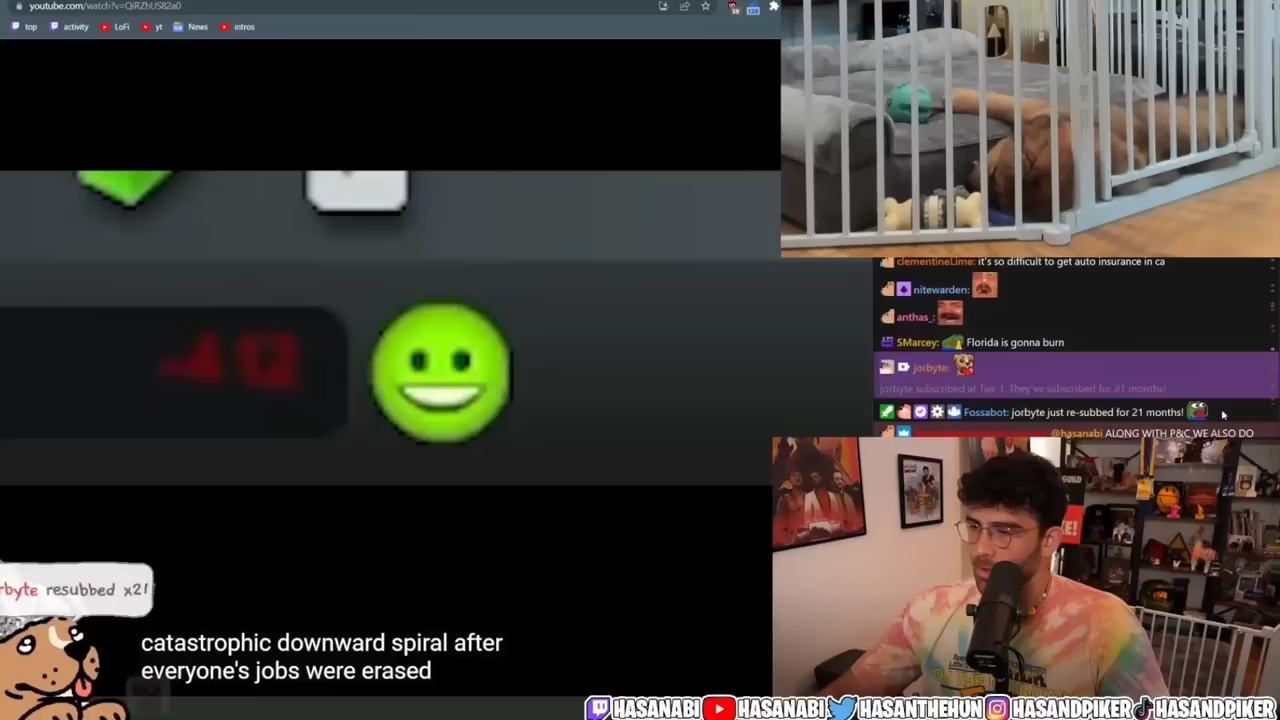 youtube.com/watch?v=QiRZhUS82a0
top
activity
LoFi
yt
News
intros
clementineLime: it's so difficult to get auto insurance in ca
nitewarden:
anthas_:
SMarcey: Florida is gonna burn
jorbyte:
jorbyte subscribed at Tier 1. They've subscribed for 21 months!
Fossabot: jorbyte just re-subbed for 21 months!
@hasanabi ALONG WITH P&C WE ALSO DO
GUILD
rbyte resubbed x21
catastrophic downward spiral after
everyone's jobs were erased
HASANABI
HASANABI
HASANTHEHUN
HASANDPIKER
HASANDPIKER